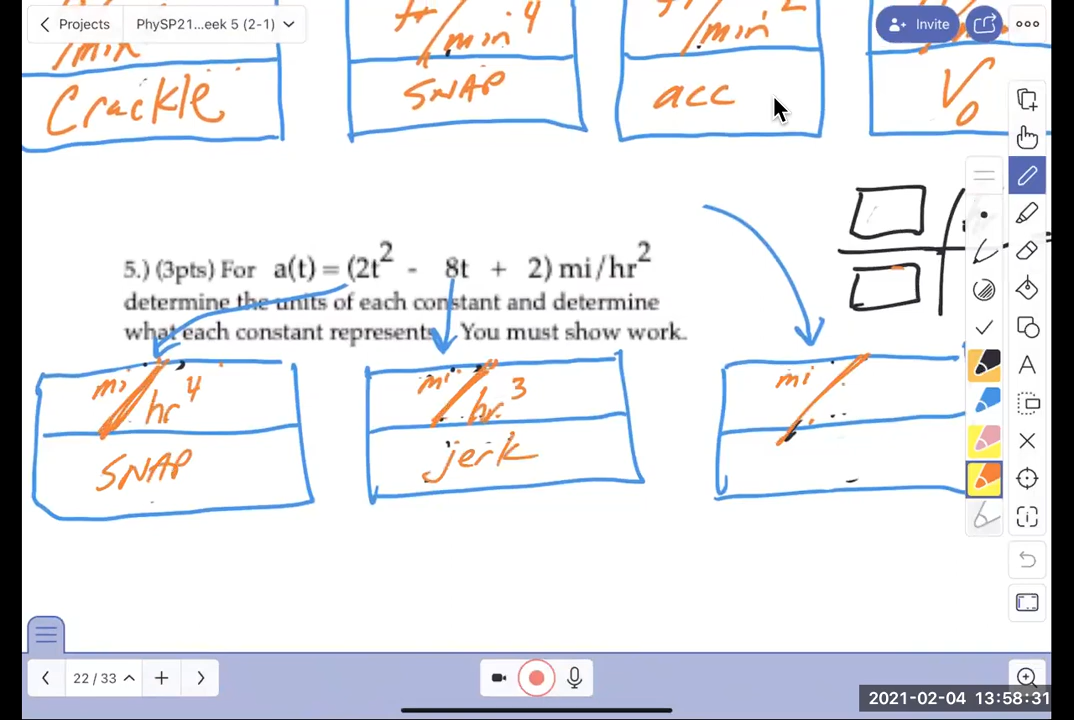 Projects
PhySP21...eek 5 (2-1)
Invite
min
ft/min 4
min 2
Crackle
SNAP
acc
V0
5.) (3pts) For a(t) = (2t² - 8t + 2) mi/hr²
determine the units of each constant and determine
what each constant represents. You must show work.
mi/hr 4
mi/hr 3
mi/
SNAP
jerk
A
22 / 33
2021-02-04 13:58:31